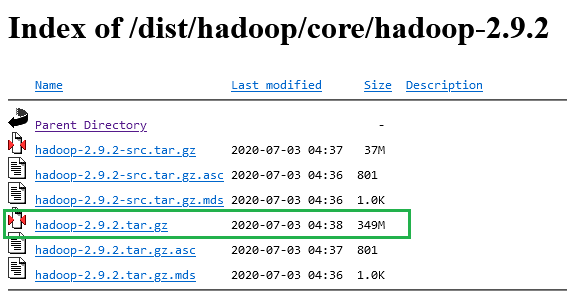 Index of /dist/hadoop/core/hadoop-2.9.2
Name Last modified Size Description
Parent Directory -
hadoop-2.9.2-src.tar.gz 2020-07-03 04:37 37M
hadoop-2.9.2-src.tar.gz.asc 2020-07-03 04:36 801
hadoop-2.9.2-src.tar.gz.mds 2020-07-03 04:36 1.0K
hadoop-2.9.2.tar.gz 2020-07-03 04:38 349M
hadoop-2.9.2.tar.gz.asc 2020-07-03 04:37 801
hadoop-2.9.2.tar.gz.mds 2020-07-03 04:36 1.0K